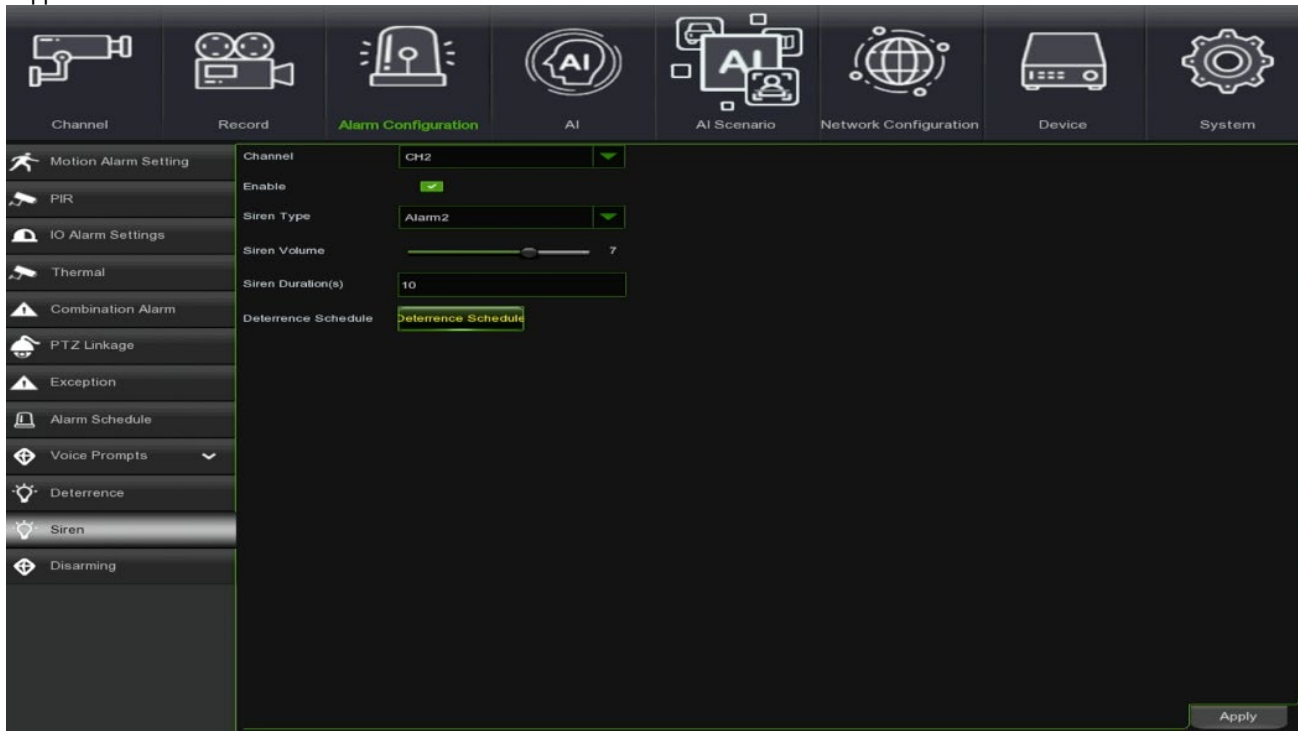 AI
AI
Channel
Record
Alarm Configuration
AI
AI Scenario
Network Configuration
Device
System
Motion Alarm Setting
PIR
IO Alarm Settings
Thermal
Combination Alarm
PTZ Linkage
Exception
Alarm Schedule
Voice Prompts
Deterrence
Siren
Disarming
Channel CH2
Enable
Siren Type Alarm2
Siren Volume 7
Siren Duration(s) 10
Deterrence Schedule Deterrence Schedule
Apply